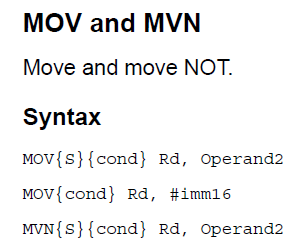 MOV and MVN
Move and move NOT.
Syntax
MOV{S}{cond} Rd, Operand2
MOV{cond} Rd, #imm16
MVN{S}{cond} Rd, Operand2